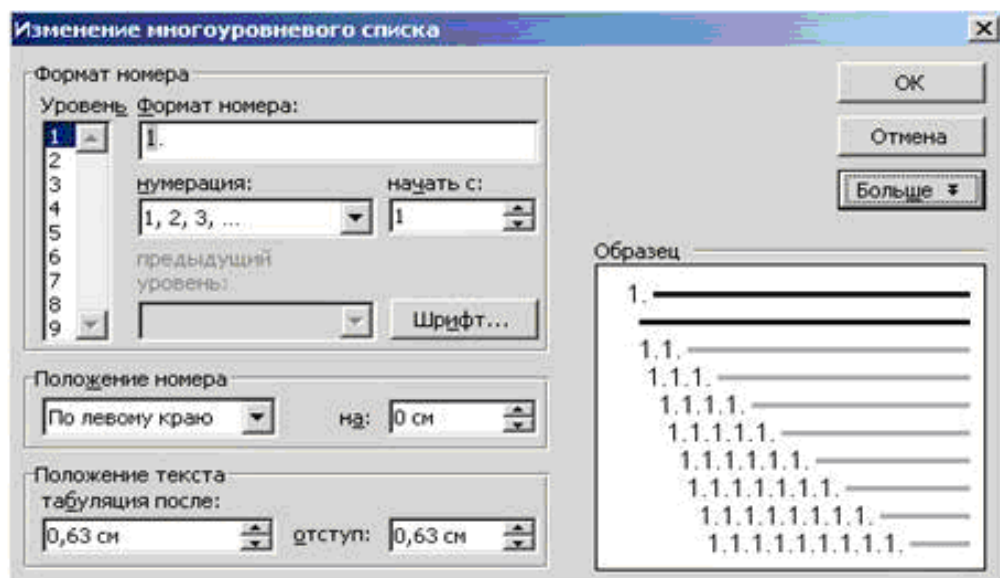 Изменение многоуровневого списка
Формат номера
Уровень Формат номера:
1
2
3
4
5
6
7
8
9
1.
нумерация: начать с:
1, 2, 3, ... 1
предыдущий
уровень:
Шрифт...
Положение номера
По левому краю на: 0 см
Положение текста
табуляция после:
0,63 см отступ: 0,63 см
ОК
Отмена
Больше
Образец
1.
1.1.
1.1.1.
1.1.1.1.
1.1.1.1.1.
1.1.1.1.1.1.
1.1.1.1.1.1.1.
1.1.1.1.1.1.1.1.
1.1.1.1.1.1.1.1.1.